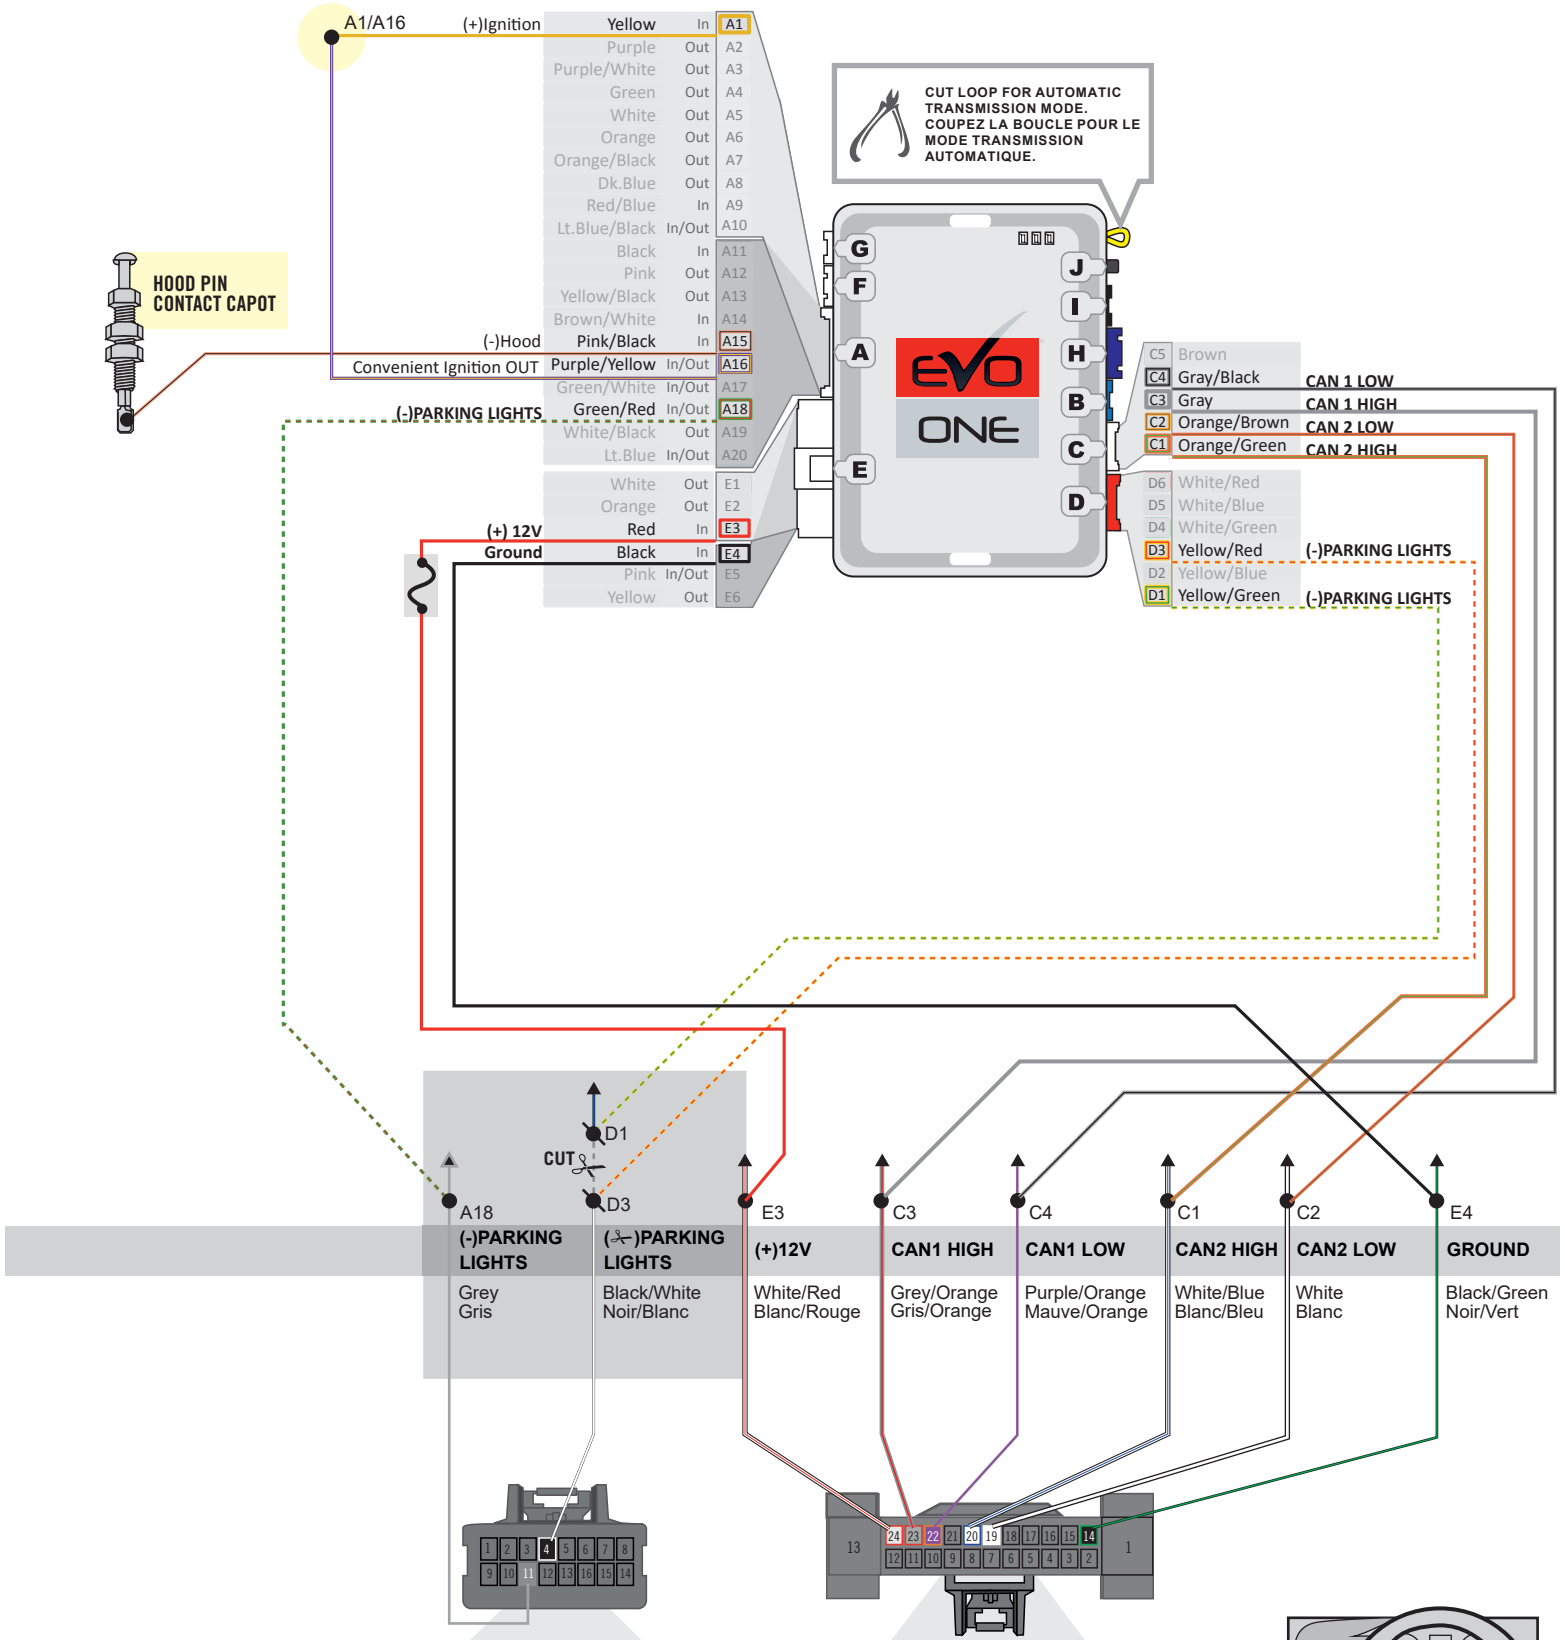 A1/A16 (+)Ignition Yellow In A1
Purple Out A2
Purple/White Out A3
Green Out A4
White Out A5
Orange Out A6
Orange/Black Out A7
Dk.Blue Out A8
Red/Blue In A9
Lt.Blue/Black In/Out A10
Black In A11
Pink Out A12
Yellow/Black Out A13
Brown/White In A14
(-)Hood Pink/Black In A15
Convenient Ignition OUT Purple/Yellow In/Out A16
Green/White In/Out A17
(-)PARKING LIGHTS Green/Red In/Out A18
White/Black Out A19
Lt.Blue In/Out A20
White Out E1
Orange Out E2
(+) 12V Red In E3
Ground Black In E4
Pink In/Out E5
Yellow Out E6
HOOD PIN
CONTACT CAPOT
CUT LOOP FOR AUTOMATIC
TRANSMISSION MODE.
COUPEZ LA BOUCLE POUR LE
MODE TRANSMISSION
AUTOMATIQUE.
G
F
A
E
J
I
H
B
C
D
EVO
ONE
C5 Brown
C4 Gray/Black CAN 1 LOW
C3 Gray CAN 1 HIGH
C2 Orange/Brown CAN 2 LOW
C1 Orange/Green CAN 2 HIGH
D6 White/Red
D5 White/Blue
D4 White/Green
D3 Yellow/Red (-)PARKING LIGHTS
D2 Yellow/Blue
D1 Yellow/Green (-)PARKING LIGHTS
D1
CUT
D3
A18 E3 C3 C4 C1 C2 E4
(-)PARKING
LIGHTS
( )PARKING
LIGHTS
(+)12V
CAN1 HIGH
CAN1 LOW
CAN2 HIGH
CAN2 LOW
GROUND
Grey
Gris
Black/White
Noir/Blanc
White/Red
Blanc/Rouge
Grey/Orange
Gris/Orange
Purple/Orange
Mauve/Orange
White/Blue
Blanc/Bleu
White
Blanc
Black/Green
Noir/Vert
1 2 3 4 5 6 7 8
9 10 11 12 13 16 15 14
13
24 23 22 21 20 19 18 17 16 15 14
12 11 10 9 8 7 6 5 4 3 2
1